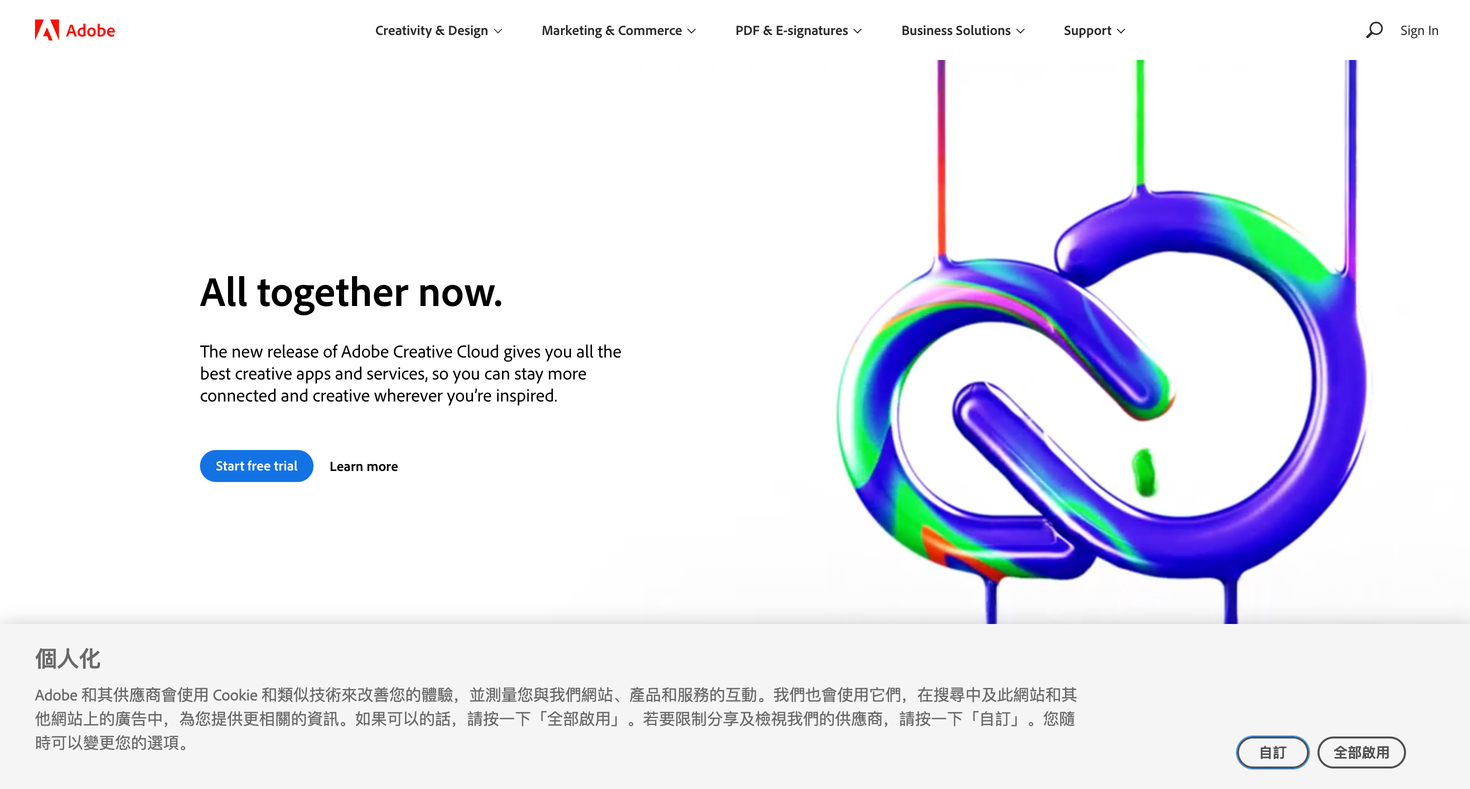 Adobe
Creativity & Design
Marketing & Commerce
PDF & E-signatures
Business Solutions
Support
Sign In
All together now.
The new release of Adobe Creative Cloud gives you all the
best creative apps and services, so you can stay more
connected and creative wherever you're inspired.
Start free trial
Learn more
個人化
Adobe 和其供應商會使用 Cookie 和類似技術來改善您的體驗，並測量您與我們網站、產品和服務的互動。我們也會使用它們，在搜尋中及此網站和其
他網站上的廣告中，為您提供更相關的資訊。如果可以的話，請按一下「全部啟用」。若要限制分享及檢視我們的供應商，請按一下「自訂」。您隨
時可以變更您的選項。
自訂
全部啟用